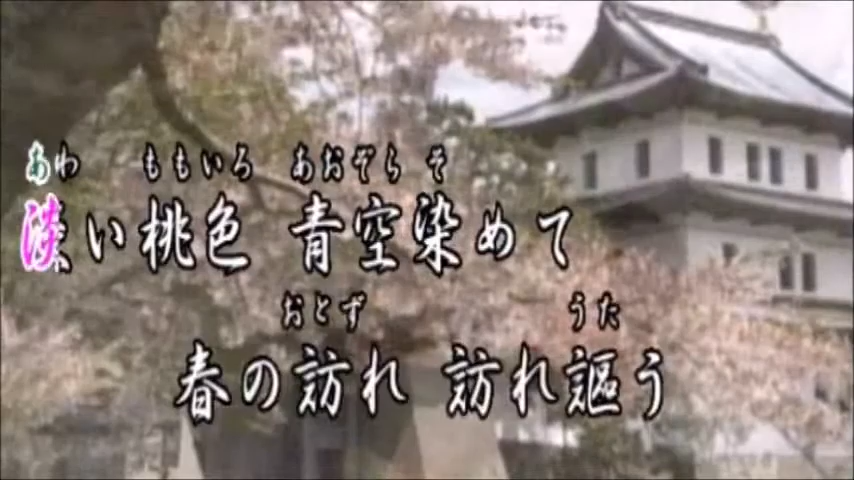 あわ ももいろ あおぞら そ
淡い桃色 青空染めて
おとず うた
春の訪れ 訪れ謳う